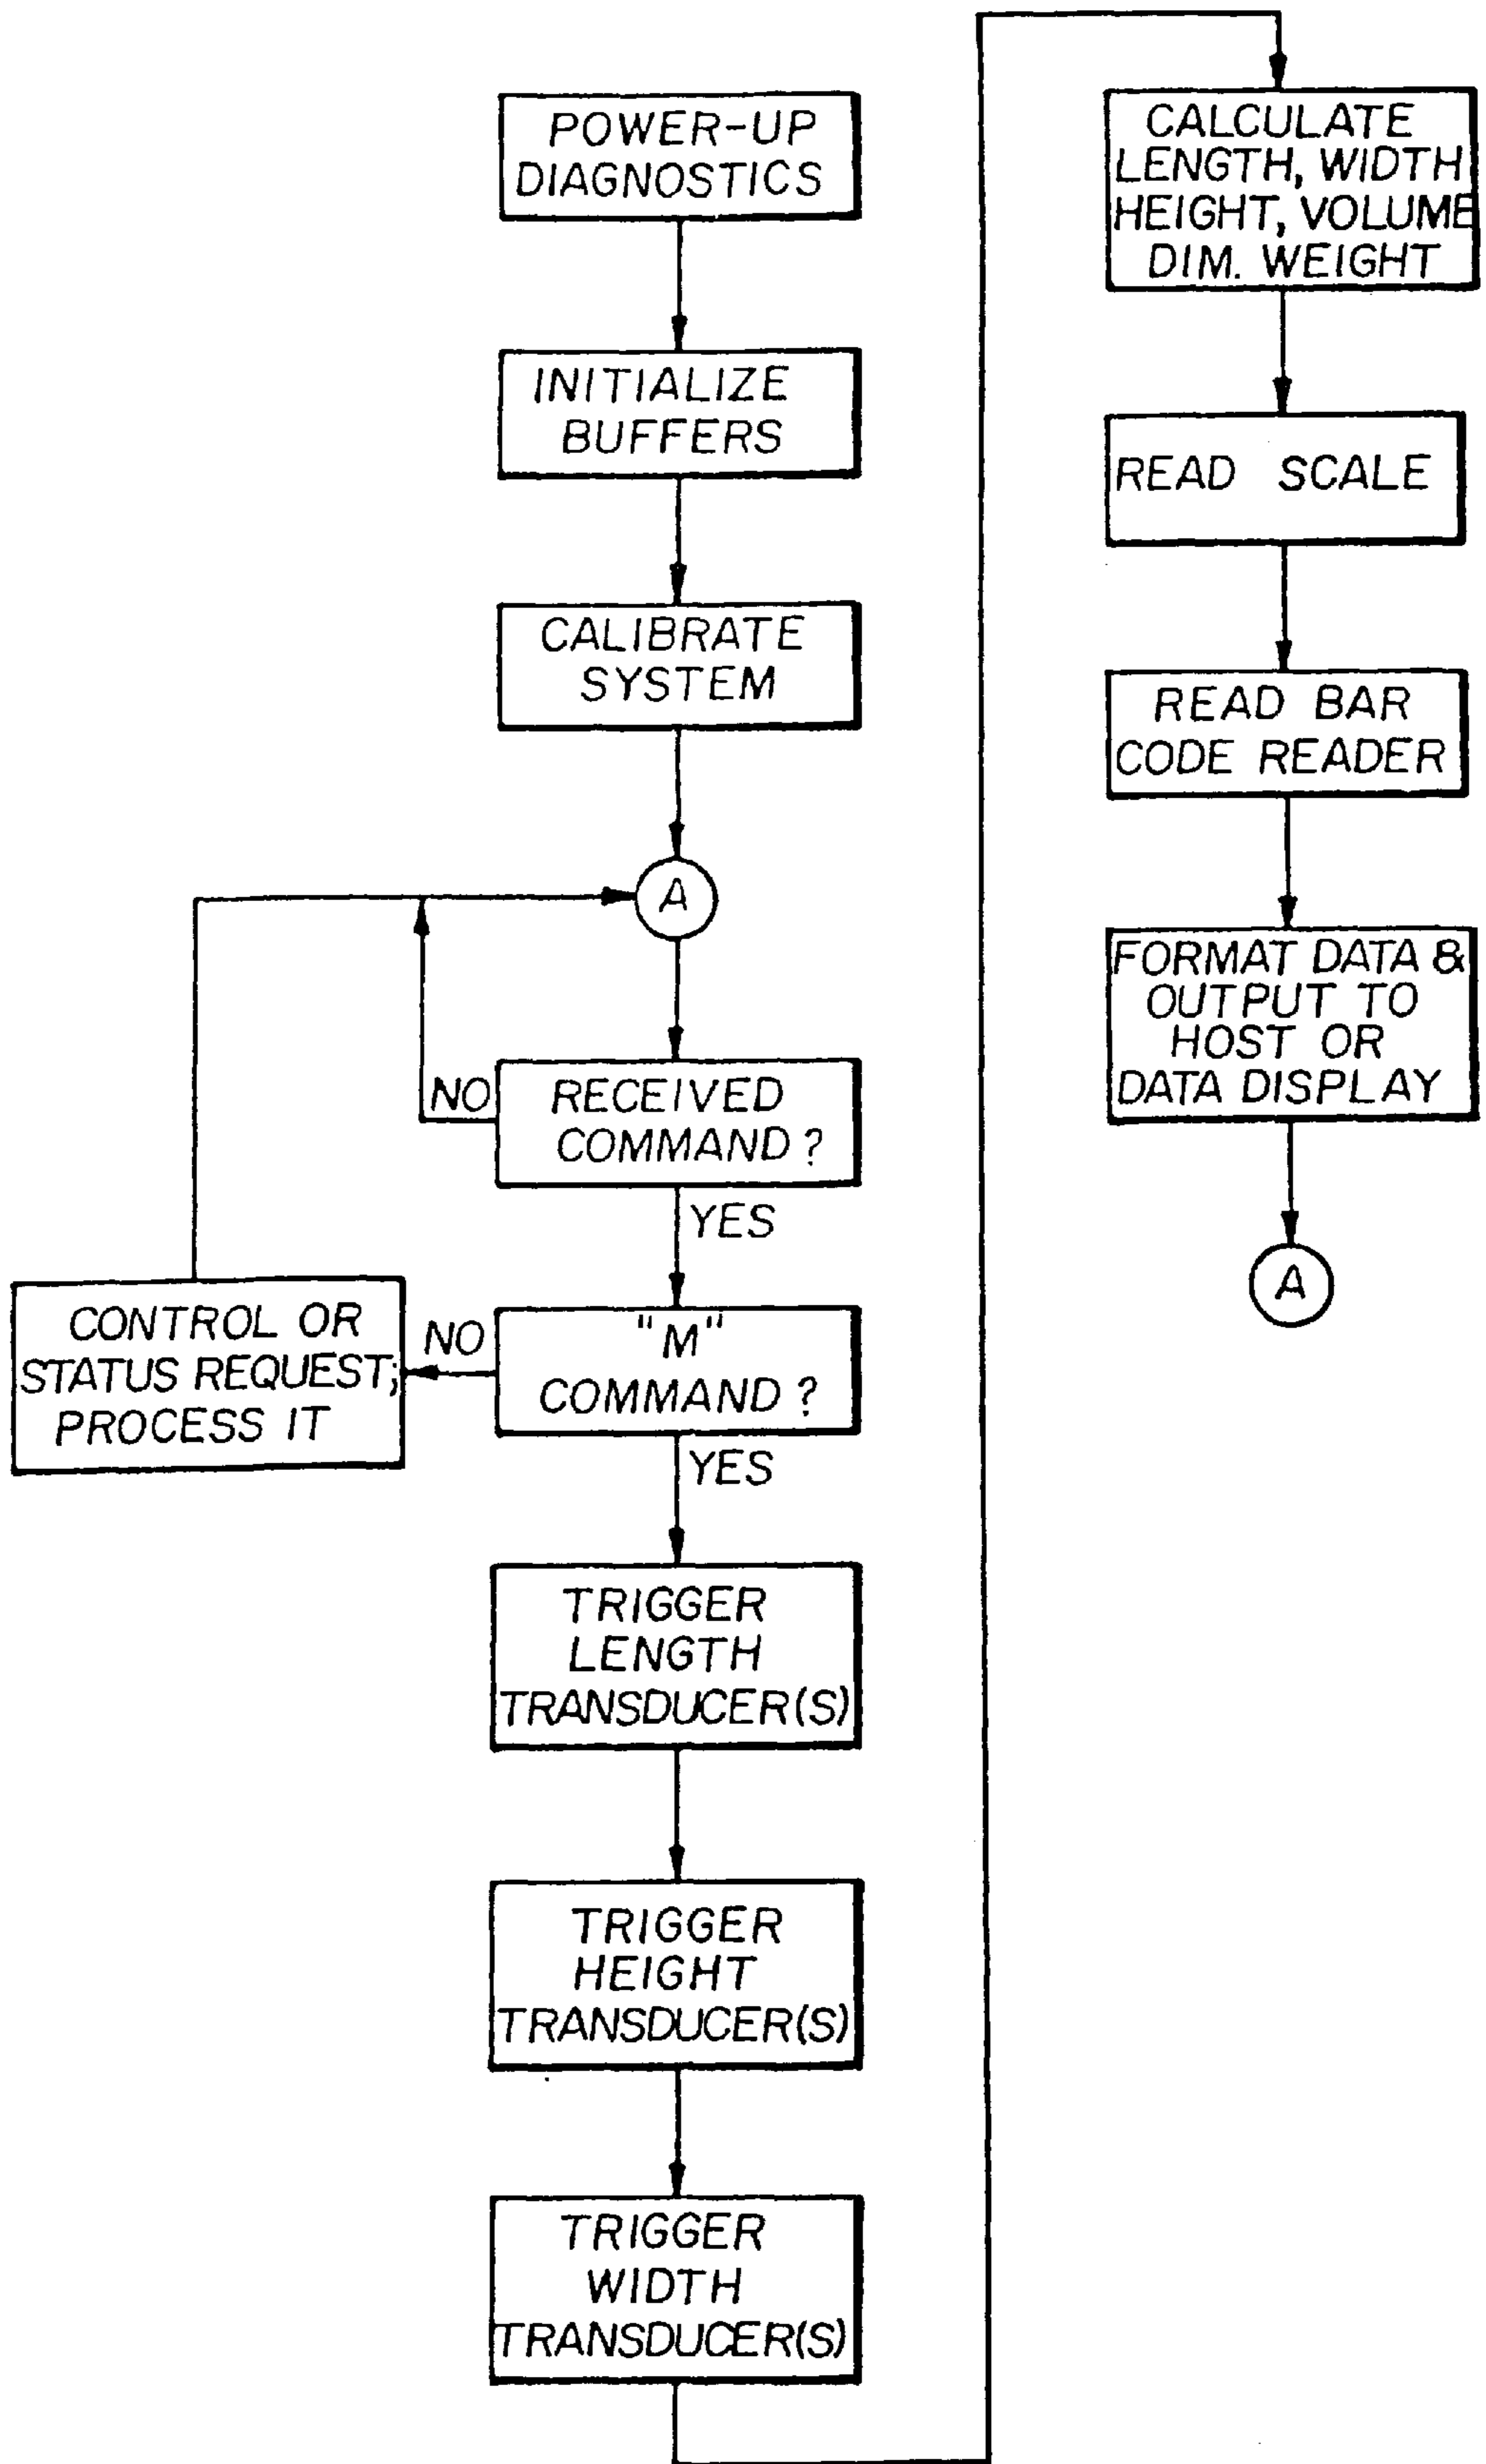 POWER-UP
DIAGNOSTICS
INITIALIZE
BUFFERS
CALIBRATE
SYSTEM
A
NO
RECEIVED
COMMAND ?
YES
CONTROL OR
STATUS REQUEST;
PROCESS IT
NO
"M"
COMMAND ?
YES
TRIGGER
LENGTH
TRANSDUCER(S)
TRIGGER
HEIGHT
TRANSDUCER(S)
TRIGGER
WIDTH
TRANSDUCER(S)
CALCULATE
LENGTH, WIDTH
HEIGHT, VOLUME
DIM. WEIGHT
READ SCALE
READ BAR
CODE READER
FORMAT DATA &
OUTPUT TO
HOST OR
DATA DISPLAY
A